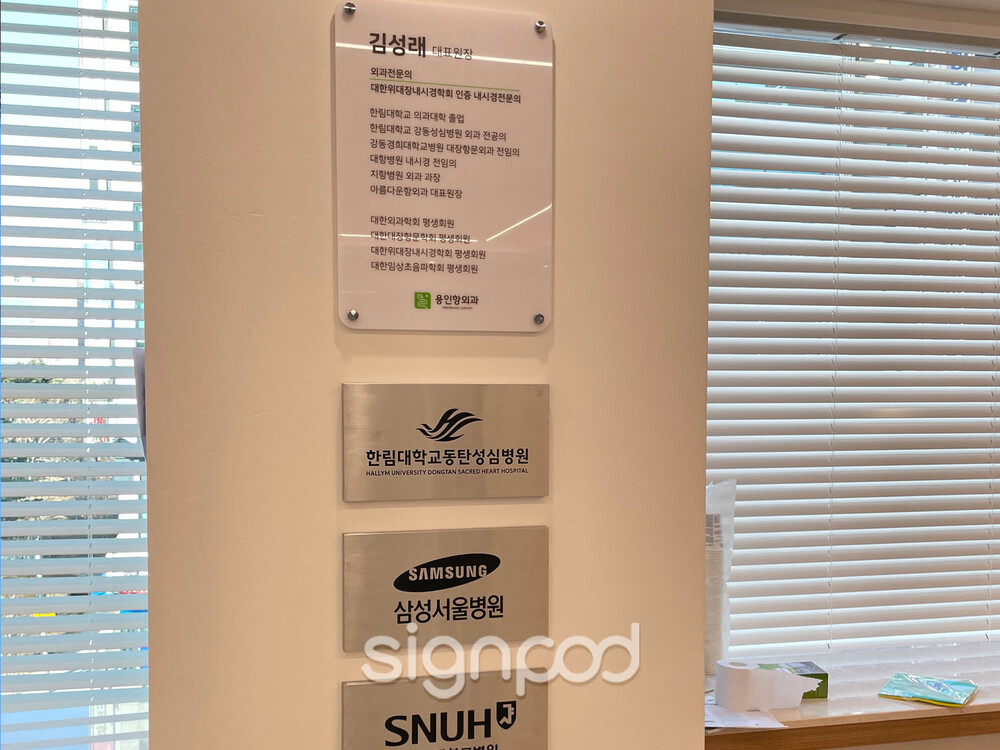 김성래 대표원장
외과전문의
대한위대장내시경학회 인증 내시경전문의
한림대학교 의과대학 졸업
한림대학교 강동성심병원 외과 전공의
강동경희대학교병원 대장항문외과 전임의
대항병원 내시경 전임의
치항병원 외과 과장
아름다운항외과 대표원장
대한외과학회 평생회원
대한대장항문학회 평생회원
대한위대장내시경학회 평생회원
대한임상초음파학회 평생회원
용인항외과
한림대학교동탄성심병원
HALLYM UNIVERSITY DONGTAN SACRED HEART HOSPITAL
SAMSUNG
삼성서울병원
signpod
SNUH